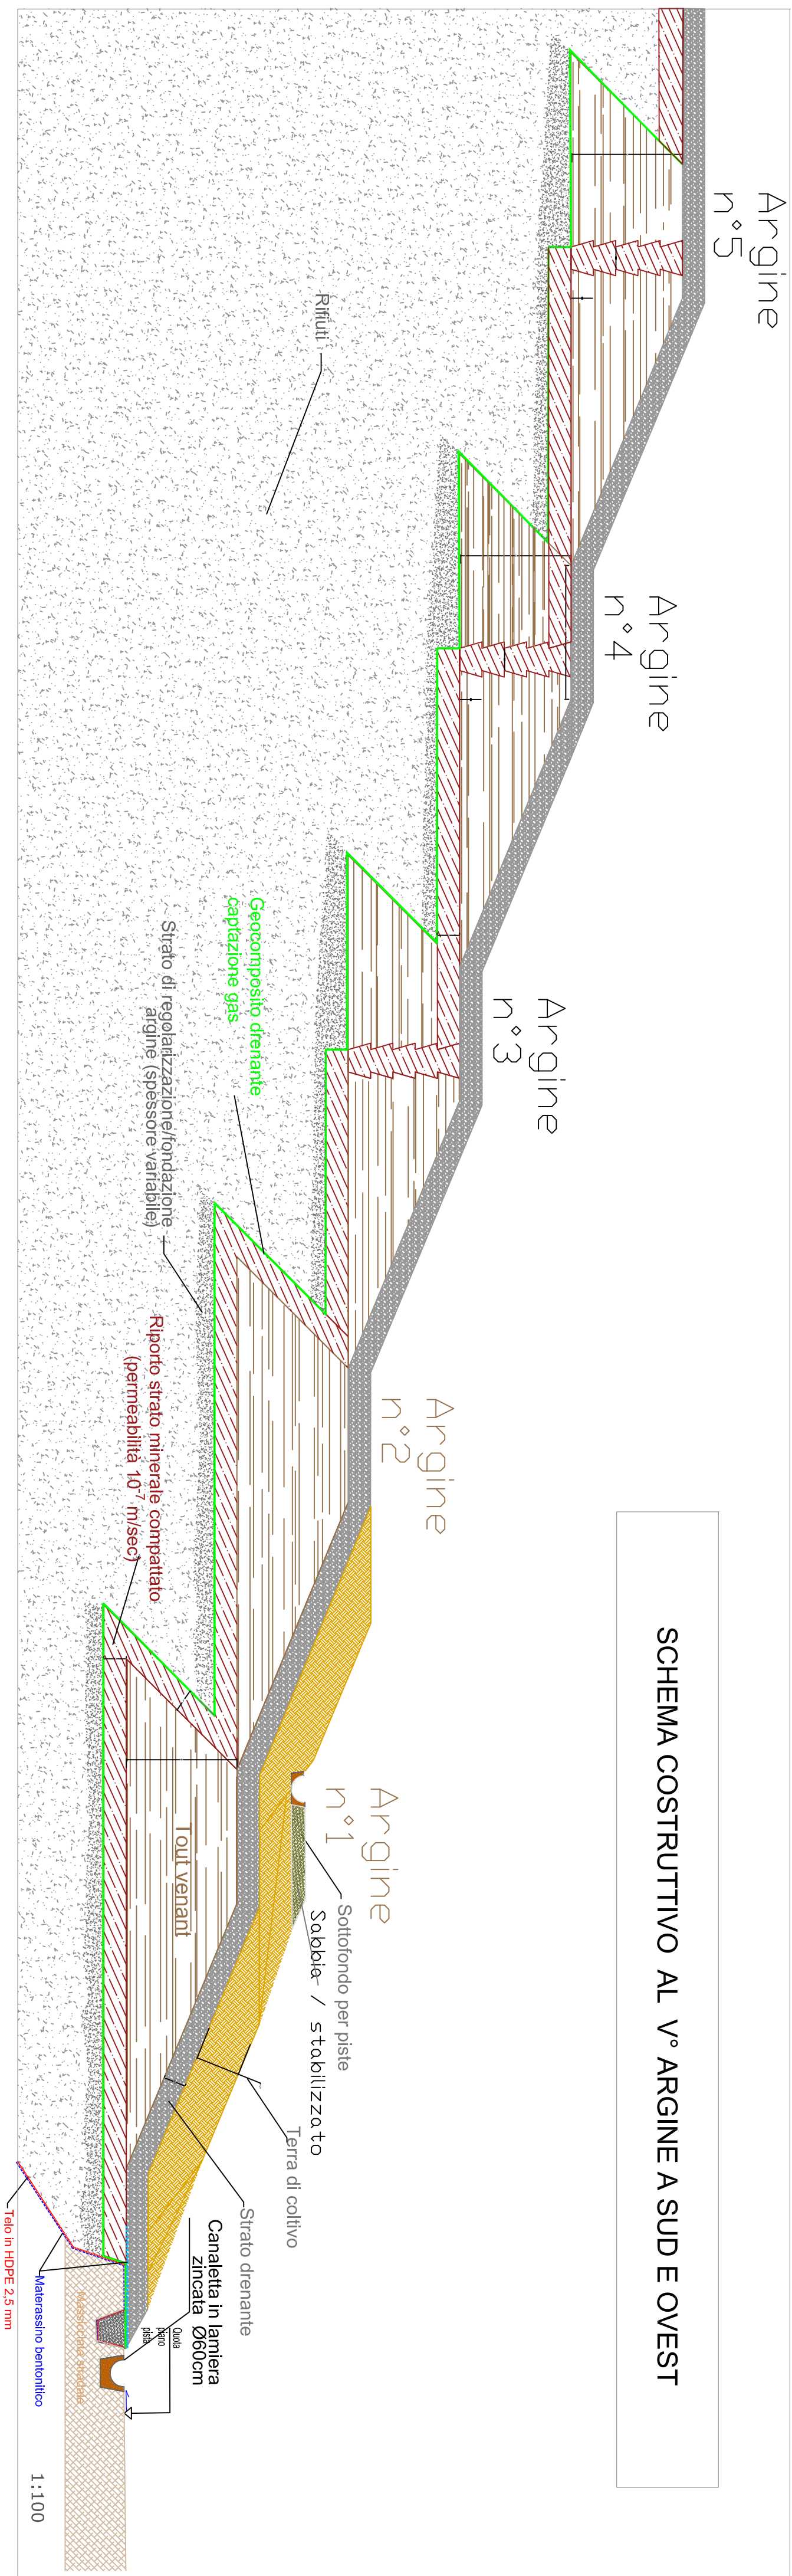 SCHEMA COSTRUTTIVO AL V° ARGINE A SUD E OVEST
Argine
n°5
Argine
n°4
Argine
n°3
Argine
n°2
Argine
n°1
Rifiuti
Geocomposito drenante
captazione gas
Strato di regolarizzazione/fondazione
argine (spessore variabile)
Riporto strato minerale compattato
(permeabilità 10⁻⁷ m/sec)
Tout venant
Sottofondo per piste
Sabbia / stabilizzato
Terra di coltivo
Strato drenante
Canaletta in lamiera
zincata Ø60cm
Quota
piano
pista
Materassino bentonitico
Telo in HDPE 2,5 mm
1:100